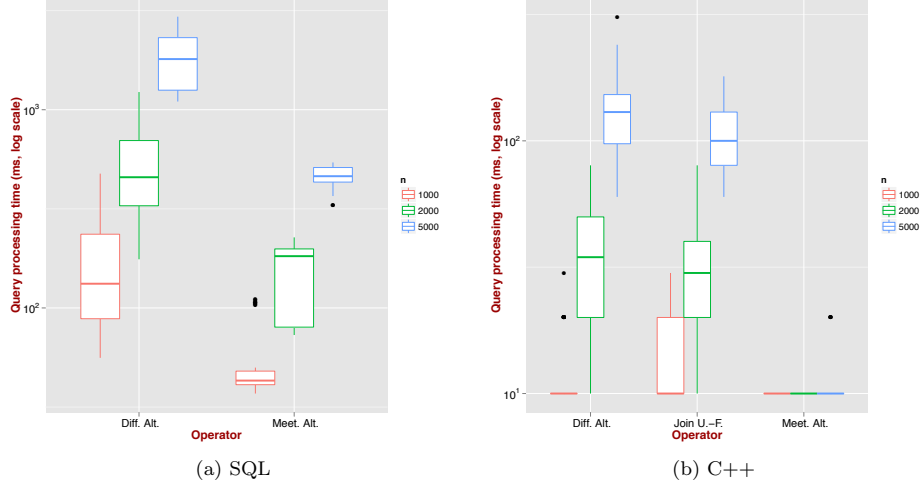 Query processing time (ms, log scale)
10^3
10^2
Diff. Alt.
Meet. Alt.
Operator
n
1000
2000
5000
(a) SQL
Query processing time (ms, log scale)
10^2
10^1
Diff. Alt.
Join U.-F.
Meet. Alt.
Operator
n
1000
2000
5000
(b) C++